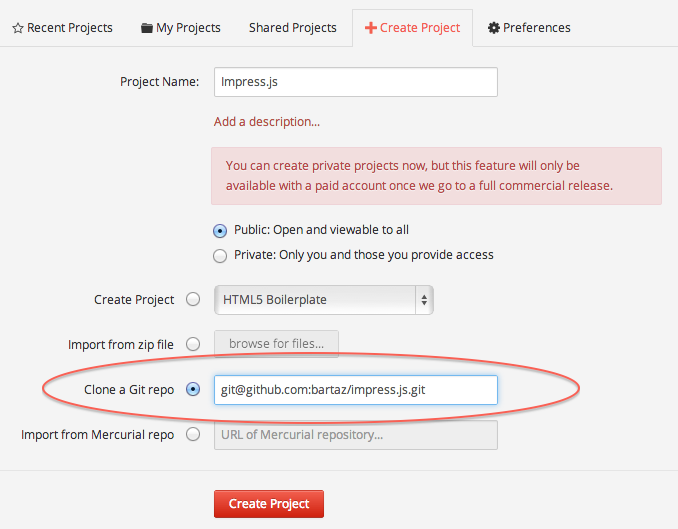 Recent Projects My Projects Shared Projects Create Project Preferences
Project Name: Impress.js
Add a description...
You can create private projects now, but this feature will only be
available with a paid account once we go to a full commercial release.
Public: Open and viewable to all
Private: Only you and those you provide access
Create Project HTML5 Boilerplate
Import from zip file browse for files...
Clone a Git repo git@github.com:bartaz/impress.js.git
Import from Mercurial repo URL of Mercurial repository...
Create Project